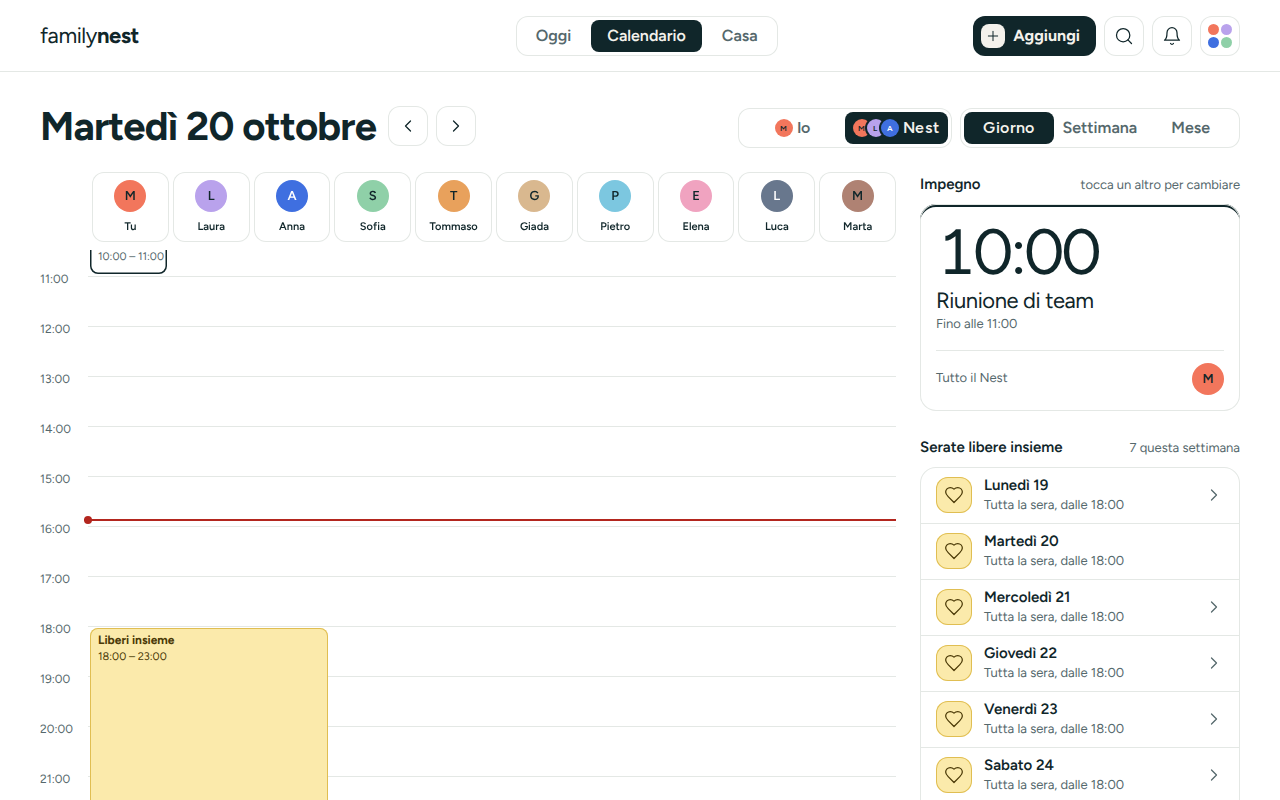 familynest
Oggi
Calendario
Casa
Aggiungi
Martedì 20 ottobre
M Io
M L A Nest
Giorno
Settimana
Mese
M
Tu
L
Laura
A
Anna
S
Sofia
T
Tommaso
G
Giada
P
Pietro
E
Elena
L
Luca
M
Marta
10:00 – 11:00
11:00
12:00
13:00
14:00
15:00
16:00
17:00
18:00
Liberi insieme
18:00 – 23:00
19:00
20:00
21:00
Impegno
tocca un altro per cambiare
10:00
Riunione di team
Fino alle 11:00
Tutto il Nest
M
Serate libere insieme
7 questa settimana
Lunedì 19
Tutta la sera, dalle 18:00
Martedì 20
Tutta la sera, dalle 18:00
Mercoledì 21
Tutta la sera, dalle 18:00
Giovedì 22
Tutta la sera, dalle 18:00
Venerdì 23
Tutta la sera, dalle 18:00
Sabato 24
Tutta la sera, dalle 18:00